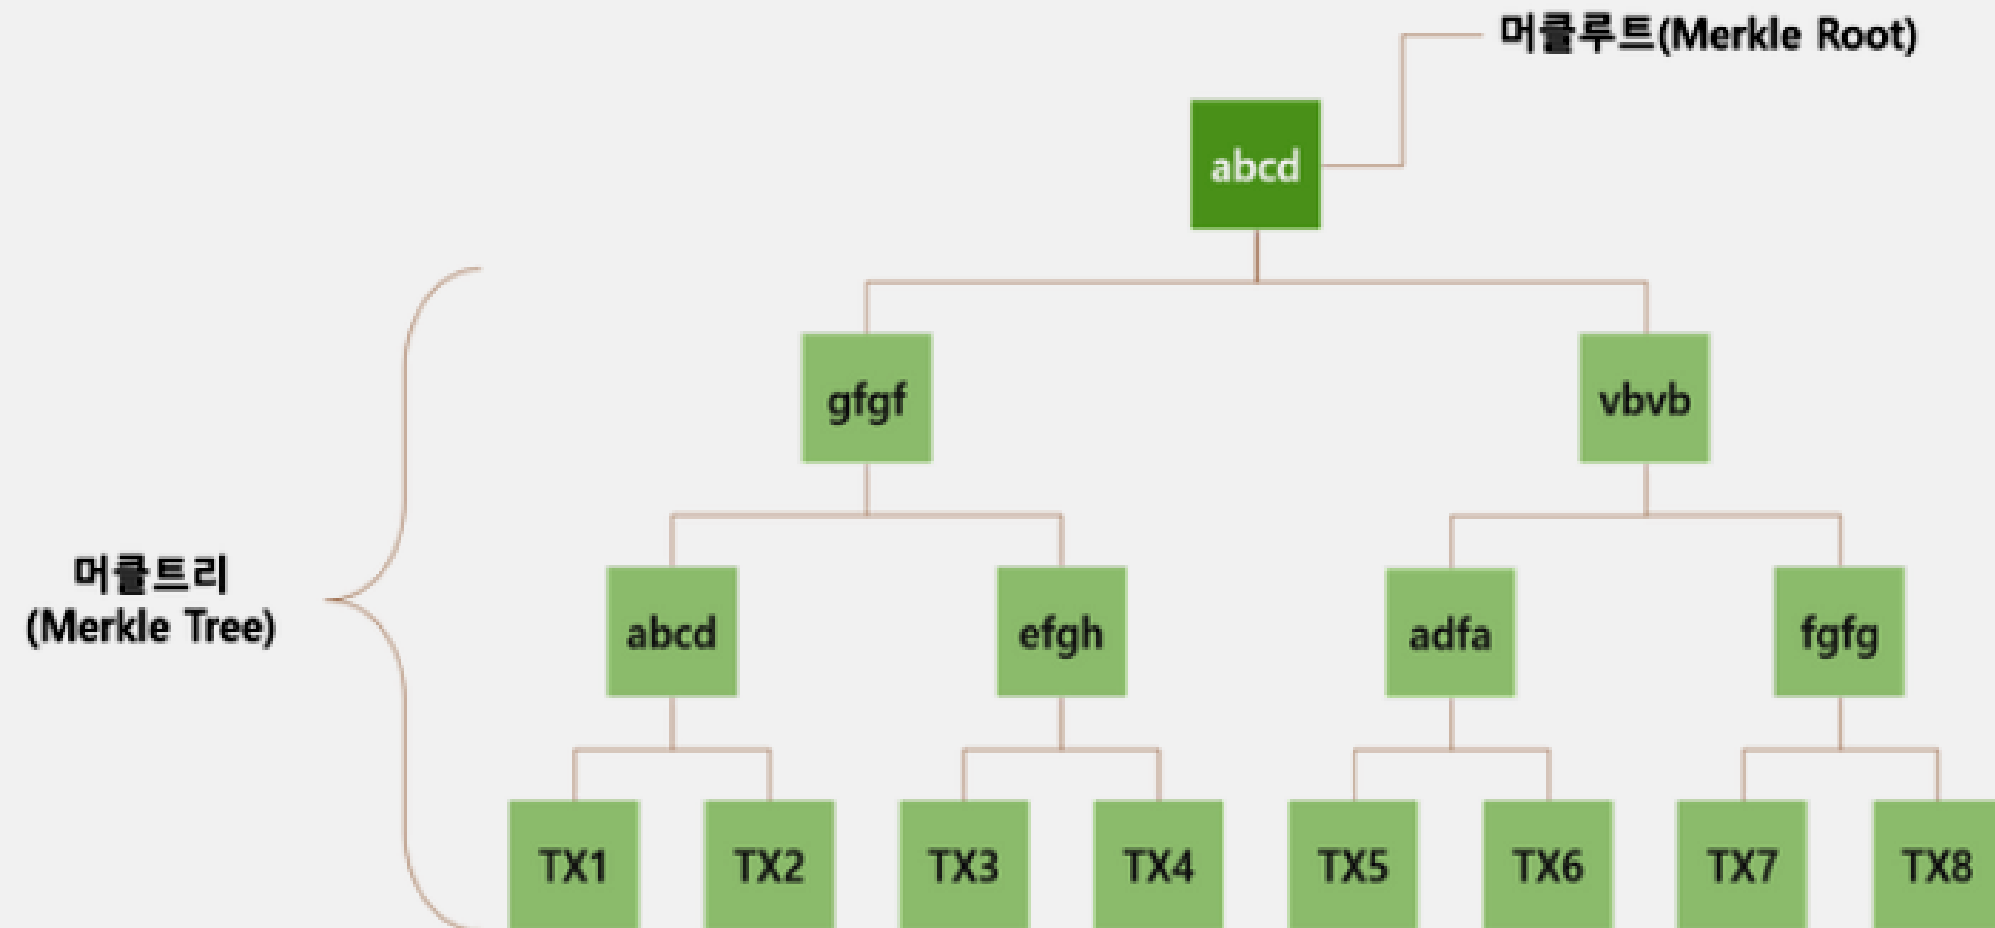 머클루트(Merkle Root)
abcd
gfgf
vbvb
머클트리
(Merkle Tree)
abcd
efgh
adfa
fgfg
TX1
TX2
TX3
TX4
TX5
TX6
TX7
TX8